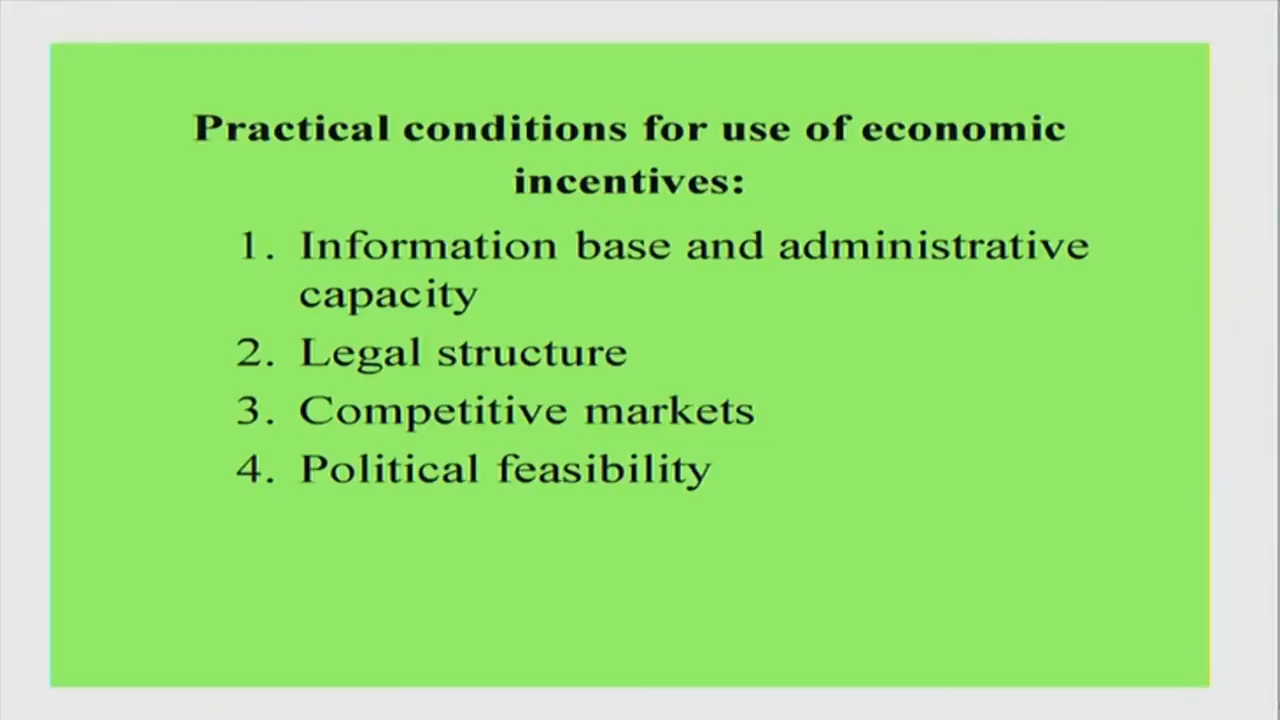 Practical conditions for use of economic
incentives:
1. Information base and administrative
capacity
2. Legal structure
3. Competitive markets
4. Political feasibility